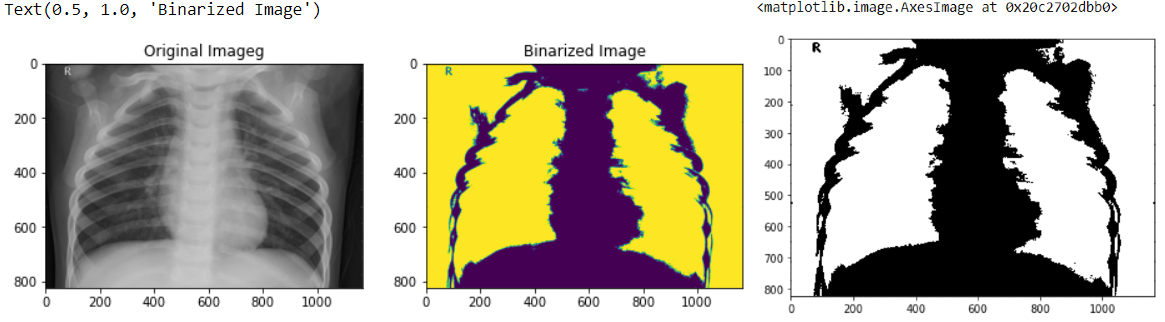 Text(0.5, 1.0, 'Binarized Image')
<matplotlib.image.AxesImage at 0x20c2702dbb0>
Original Imageg
R
0
200
400
600
800
0 200 400 600 800 1000
Binarized Image
R
0
200
400
600
800
0 200 400 600 800 1000
R
0
100
200
300
400
500
600
700
800
0 200 400 600 800 1000